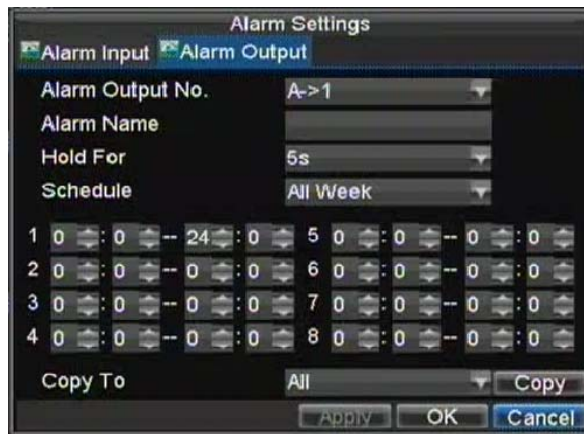 Alarm Settings
Alarm Input Alarm Output
Alarm Output No. A->1
Alarm Name
Hold For 5s
Schedule All Week
1 0 : 0 -- 24 : 0 5 0 : 0 -- 0 : 0
2 0 : 0 -- 0 : 0 6 0 : 0 -- 0 : 0
3 0 : 0 -- 0 : 0 7 0 : 0 -- 0 : 0
4 0 : 0 -- 0 : 0 8 0 : 0 -- 0 : 0
Copy To All Copy
Apply OK Cancel